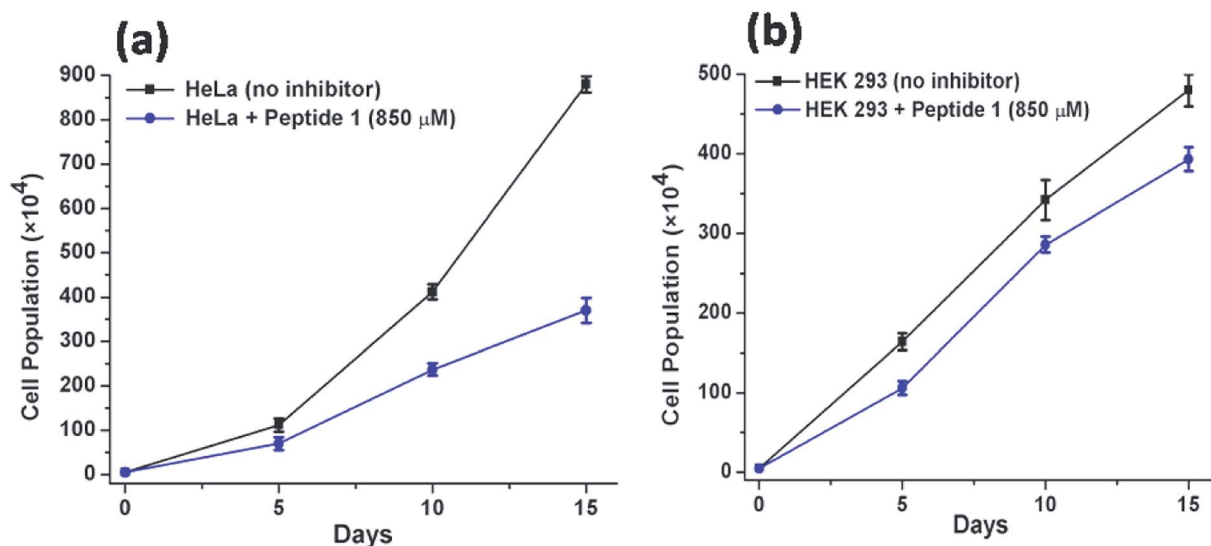 (a)
HeLa (no inhibitor)
HeLa + Peptide 1 (850 μM)
Cell Population (×10⁴)
900
800
700
600
500
400
300
200
100
0
0 5 10 15
Days
(b)
HEK 293 (no inhibitor)
HEK 293 + Peptide 1 (850 μM)
Cell Population (×10⁴)
500
400
300
200
100
0
0 5 10 15
Days